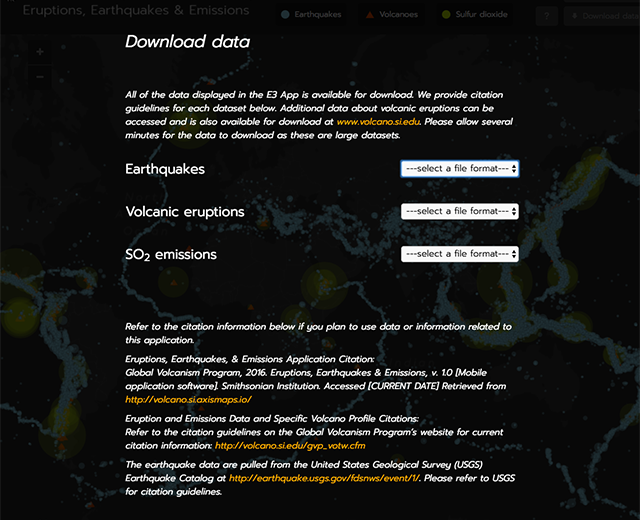 Eruptions, Earthquakes & Emissions
Earthquakes
Volcanoes
Sulfur dioxide
?
Download data
+
−
Download data
All of the data displayed in the E3 App is available for download. We provide citation
guidelines for each dataset below. Additional data about volcanic eruptions can be
accessed and is also available for download at www.volcano.si.edu. Please allow several
minutes for the data to download as these are large datasets.
Earthquakes
---select a file format---
Volcanic eruptions
---select a file format---
SO2 emissions
---select a file format---
Refer to the citation information below if you plan to use data or information related to
this application.
Eruptions, Earthquakes, & Emissions Application Citation:
Global Volcanism Program, 2016. Eruptions, Earthquakes & Emissions, v. 1.0 [Mobile
application software]. Smithsonian Institution. Accessed [CURRENT DATE] Retrieved from
http://volcano.si.axismaps.io/
Eruption and Emissions Data and Specific Volcano Profile Citations:
Refer to the citation guidelines on the Global Volcanism Program's website for current
citation information: http://volcano.si.edu/gvp_votw.cfm
The earthquake data are pulled from the United States Geological Survey (USGS)
Earthquake Catalog at http://earthquake.usgs.gov/fdsnws/event/1/. Please refer to USGS
for citation guidelines.